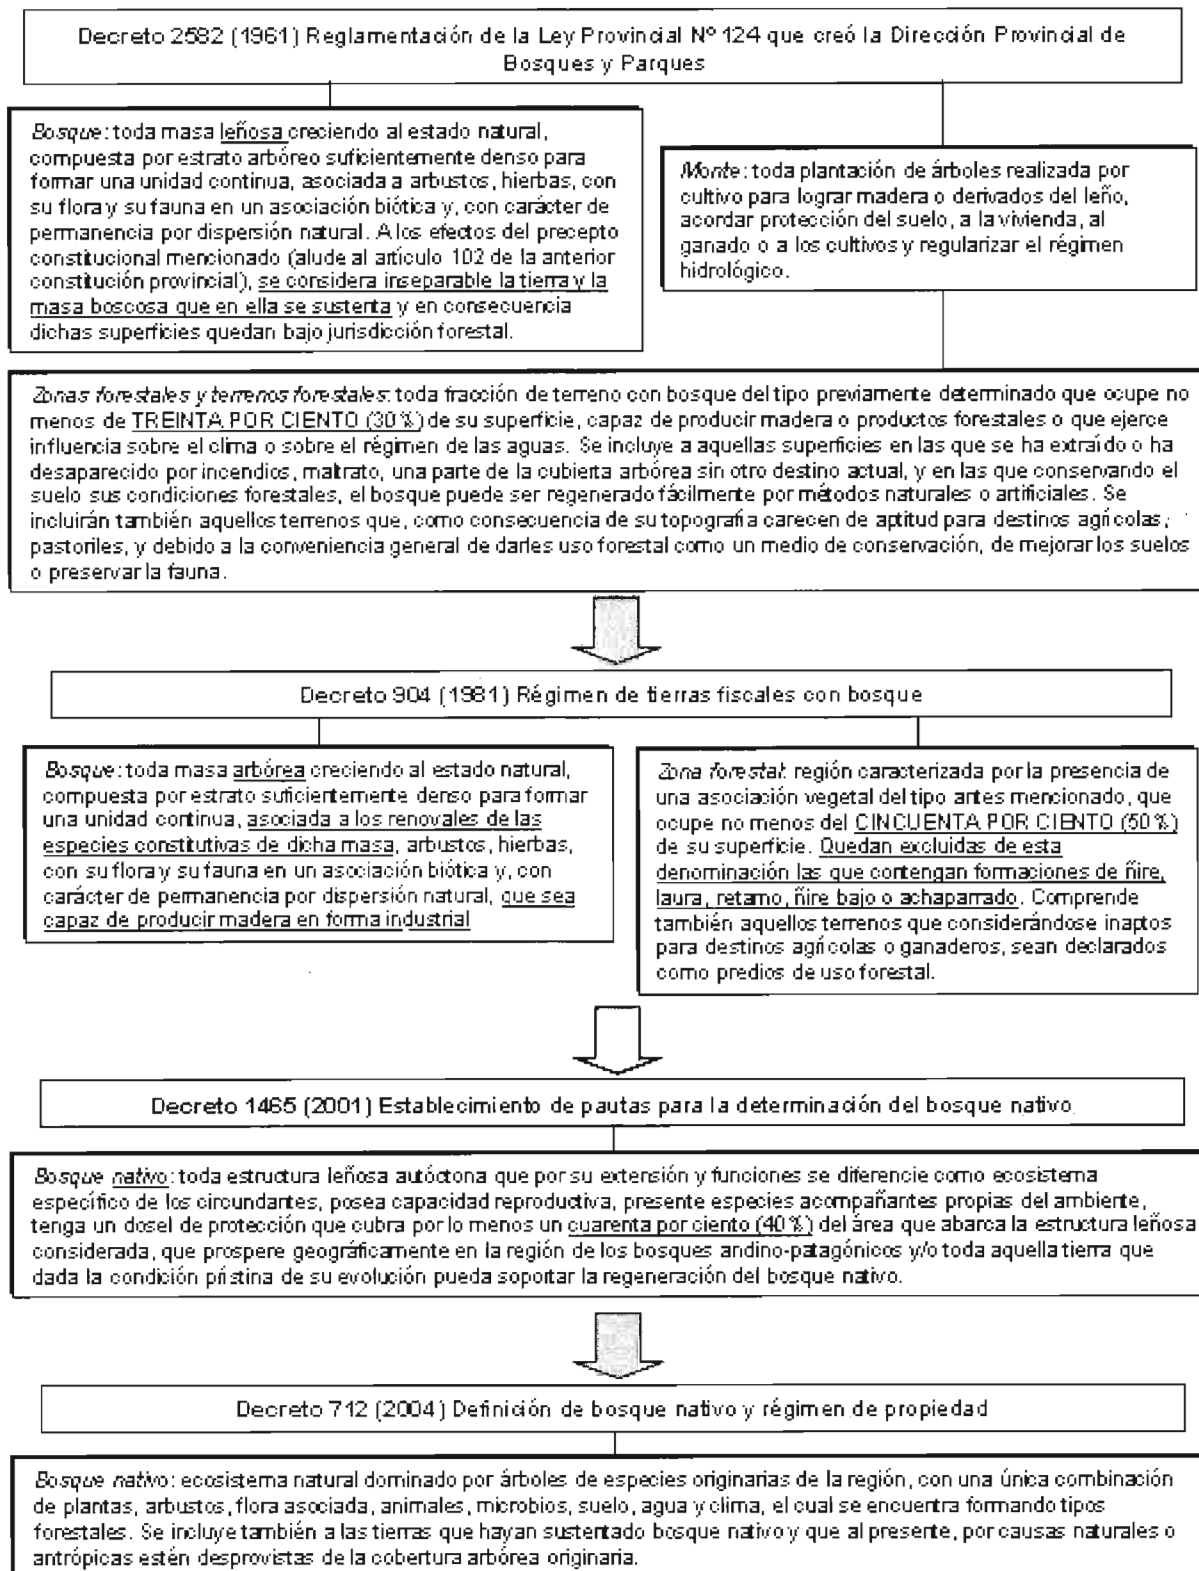 Decreto 2582 (1961) Reglamentación de la Ley Provincial Nº 124 que creó la Dirección Provincial de
Bosques y Parques
Bosque: toda masa leñosa creciendo al estado natural,
compuesta por estrato arbóreo suficientemente denso para
formar una unidad continua, asociada a arbustos, hierbas, con
su flora y su fauna en un asociación biótica y, con carácter de
permanencia por dispersión natural. A los efectos del precepto
constitucional mencionado (alude al artículo 102 de la anterior
constitución provincial), se considera inseparable la tierra y la
masa boscosa que en ella se sustenta y en consecuencia
dichas superficies quedan bajo jurisdicción forestal.
Monte: toda plantación de árboles realizada por
cultivo para lograr madera o derivados del leño,
acordar protección del suelo, a la vivienda, al
ganado o a los cultivos y regularizar el régimen
hidrológico.
Zonas forestales y terrenos forestales: toda fracción de terreno con bosque del tipo previamente determinado que ocupe no
menos de TREINTA POR CIENTO (30%) de su superficie, capaz de producir madera o productos forestales o que ejerce
influencia sobre el clima o sobre el régimen de las aguas. Se incluye a aquellas superficies en las que se ha extraído o ha
desaparecido por incendios, maltrato, una parte de la cubierta arbórea sin otro destino actual, y en las que conservando el
suelo sus condiciones forestales, el bosque puede ser regenerado fácilmente por métodos naturales o artificiales. Se
incluirán también aquellos terrenos que, como consecuencia de su topografía carecen de aptitud para destinos agrícolas,
pastoriles, y debido a la conveniencia general de darles uso forestal como un medio de conservación, de mejorar los suelos
o preservar la fauna.
Decreto 904 (1981) Régimen de tierras fiscales con bosque
Bosque: toda masa arbórea creciendo al estado natural,
compuesta por estrato suficientemente denso para formar
una unidad continua, asociada a los renovales de las
especies constitutivas de dicha masa, arbustos, hierbas,
con su flora y su fauna en un asociación biótica y, con
carácter de permanencia por dispersión natural, que sea
capaz de producir madera en forma industrial
Zona forestal: región caracterizada por la presencia de
una asociación vegetal del tipo antes mencionado, que
ocupe no menos del CINCUENTA POR CIENTO (50%)
de su superficie. Quedan excluidas de esta
denominación las que contengan formaciones de ñire,
laura, retamo, ñire bajo o achaparrado. Comprende
también aquellos terrenos que considerándose inaptos
para destinos agrícolas o ganaderos, sean declarados
como predios de uso forestal.
Decreto 1465 (2001) Establecimiento de pautas para la determinación del bosque nativo
Bosque nativo: toda estructura leñosa autóctona que por su extensión y funciones se diferencie como ecosistema
específico de los circundantes, posea capacidad reproductiva, presente especies acompañantes propias del ambiente,
tenga un dosel de protección que cubra por lo menos un cuarenta por ciento (40%) del área que abarca la estructura leñosa
considerada, que prospere geográficamente en la región de los bosques andino-patagónicos y/o toda aquella tierra que
dada la condición prístina de su evolución pueda soportar la regeneración del bosque nativo.
Decreto 712 (2004) Definición de bosque nativo y régimen de propiedad
Bosque nativo: ecosistema natural dominado por árboles de especies originarias de la región, con una única combinación
de plantas, arbustos, flora asociada, animales, microbios, suelo, agua y clima, el cual se encuentra formando tipos
forestales. Se incluye también a las tierras que hayan sustentado bosque nativo y que al presente, por causas naturales o
antrópicas estén desprovistas de la cobertura arbórea originaria.